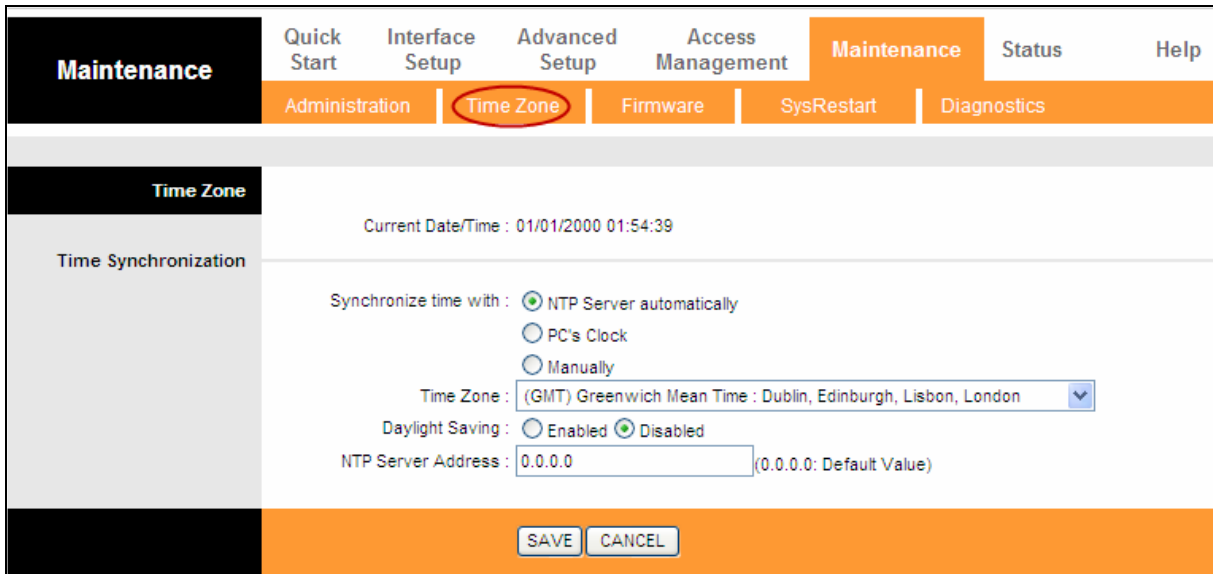 Maintenance
Quick Start
Interface Setup
Advanced Setup
Access Management
Maintenance
Status
Help
Administration
Time Zone
Firmware
SysRestart
Diagnostics
Time Zone
Current Date/Time : 01/01/2000 01:54:39
Time Synchronization
Synchronize time with : NTP Server automatically
PC's Clock
Manually
Time Zone : (GMT) Greenwich Mean Time : Dublin, Edinburgh, Lisbon, London
Daylight Saving : Enabled Disabled
NTP Server Address : 0.0.0.0 (0.0.0.0: Default Value)
SAVE CANCEL